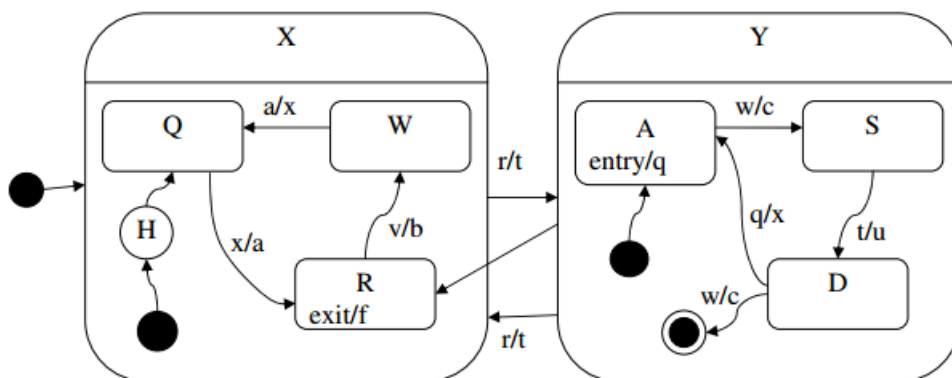 X
Y
Q
a/x
W
A
entry/q
w/c
S
r/t
H
x/a
v/b
q/x
t/u
R
exit/f
w/c
D
r/t